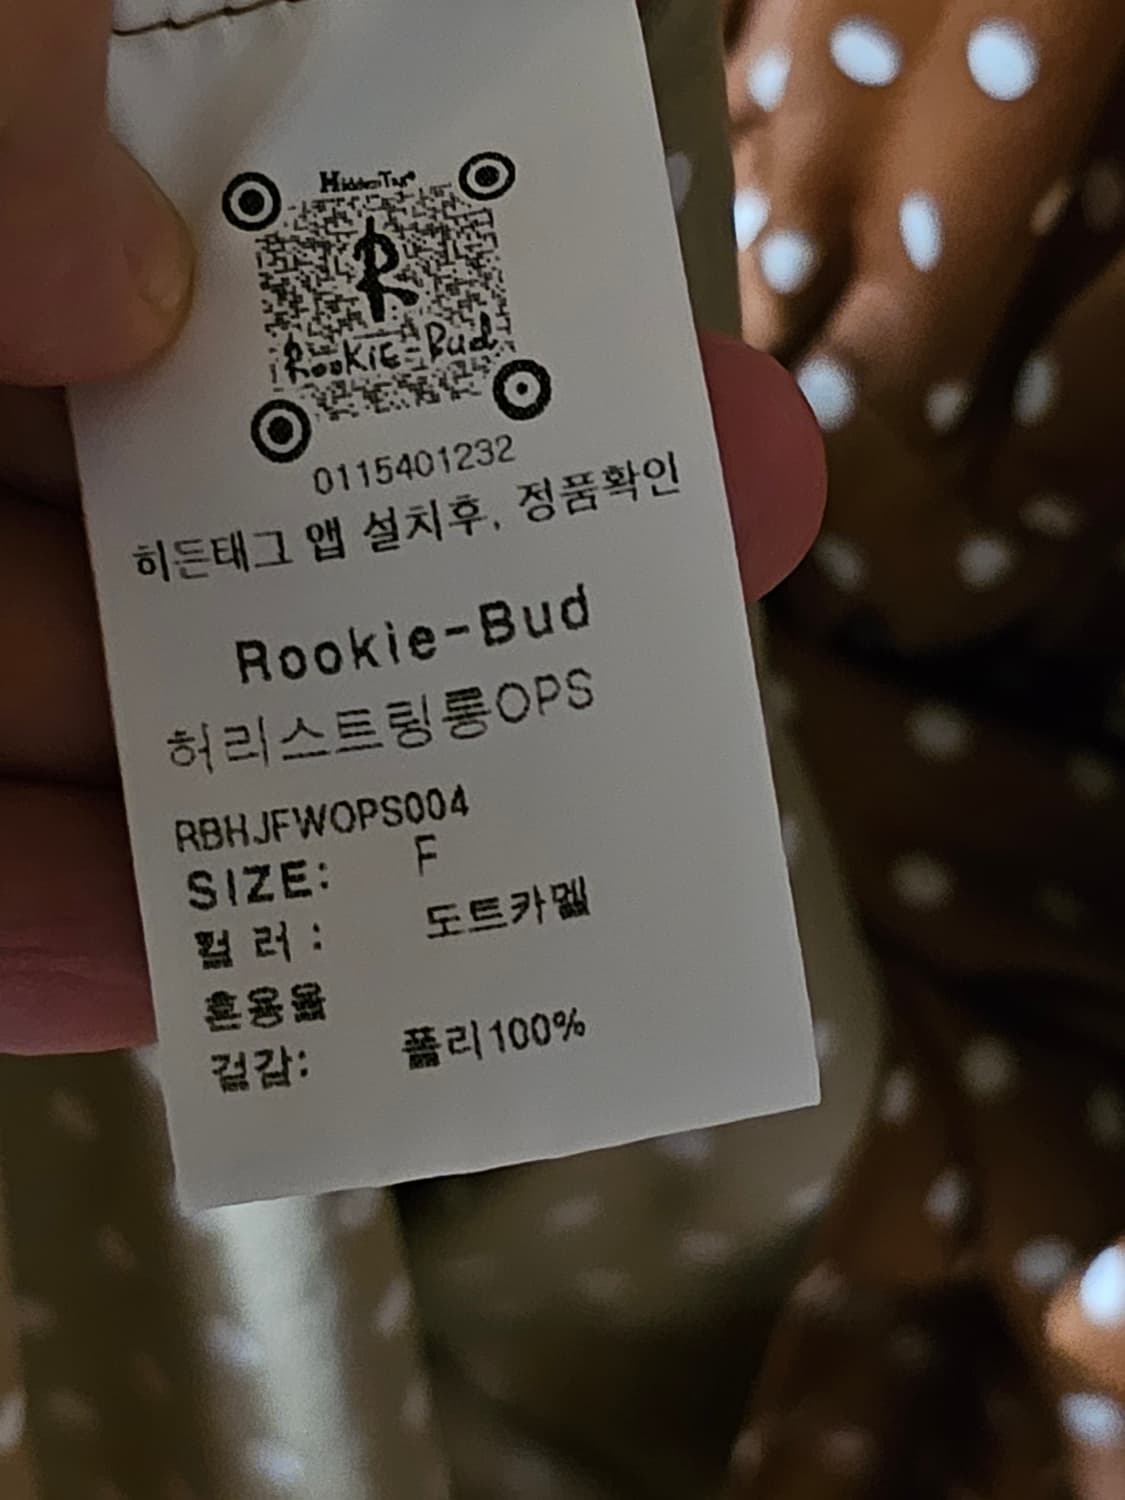 HiddenTag
R
Rookie-Bud
0115401232
히든태그 앱 설치후, 정품확인
Rookie-Bud
허리스트링롱OPS
RBHJFWOPS004
SIZE: F
컬 러 : 도트카멜
혼용율
겉감: 폴리100%